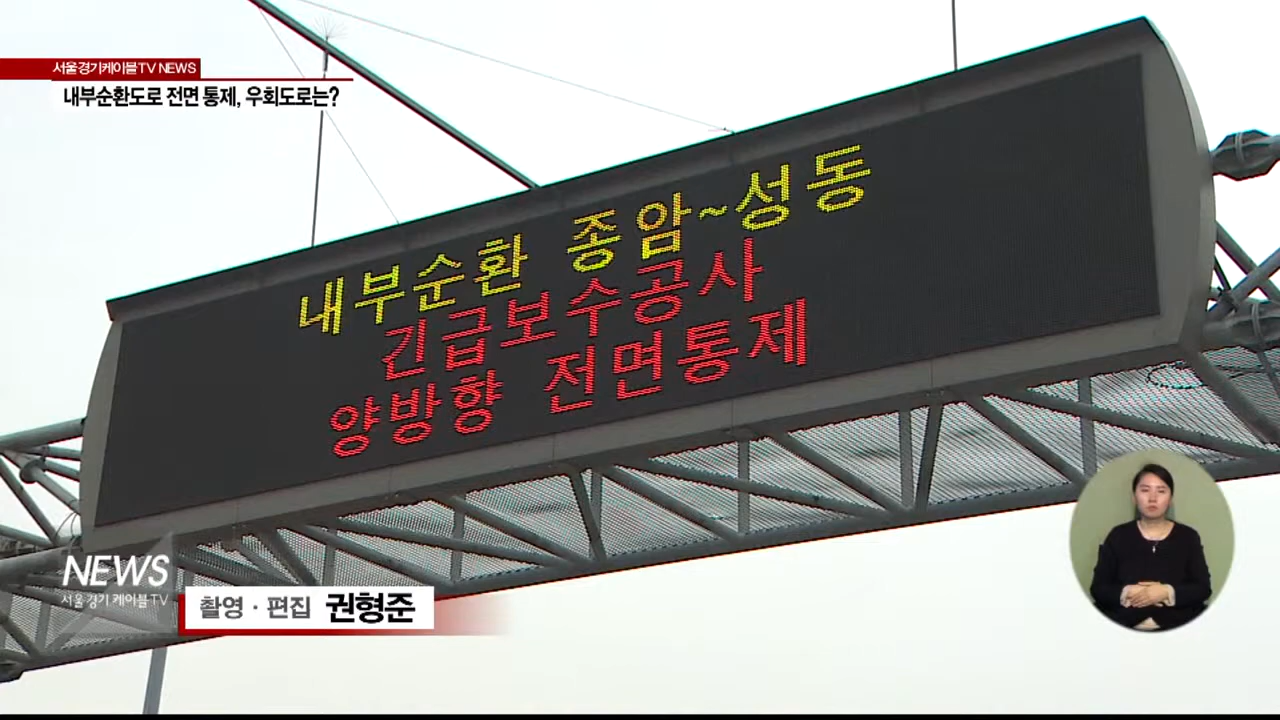 서울경기케이블TV NEWS
내부순환도로 전면 통제, 우회도로는?
내부순환 종암~성동
긴급보수공사
양방향 전면통제
NEWS
서울 경기 케이블 TV
촬영 · 편집 권형준